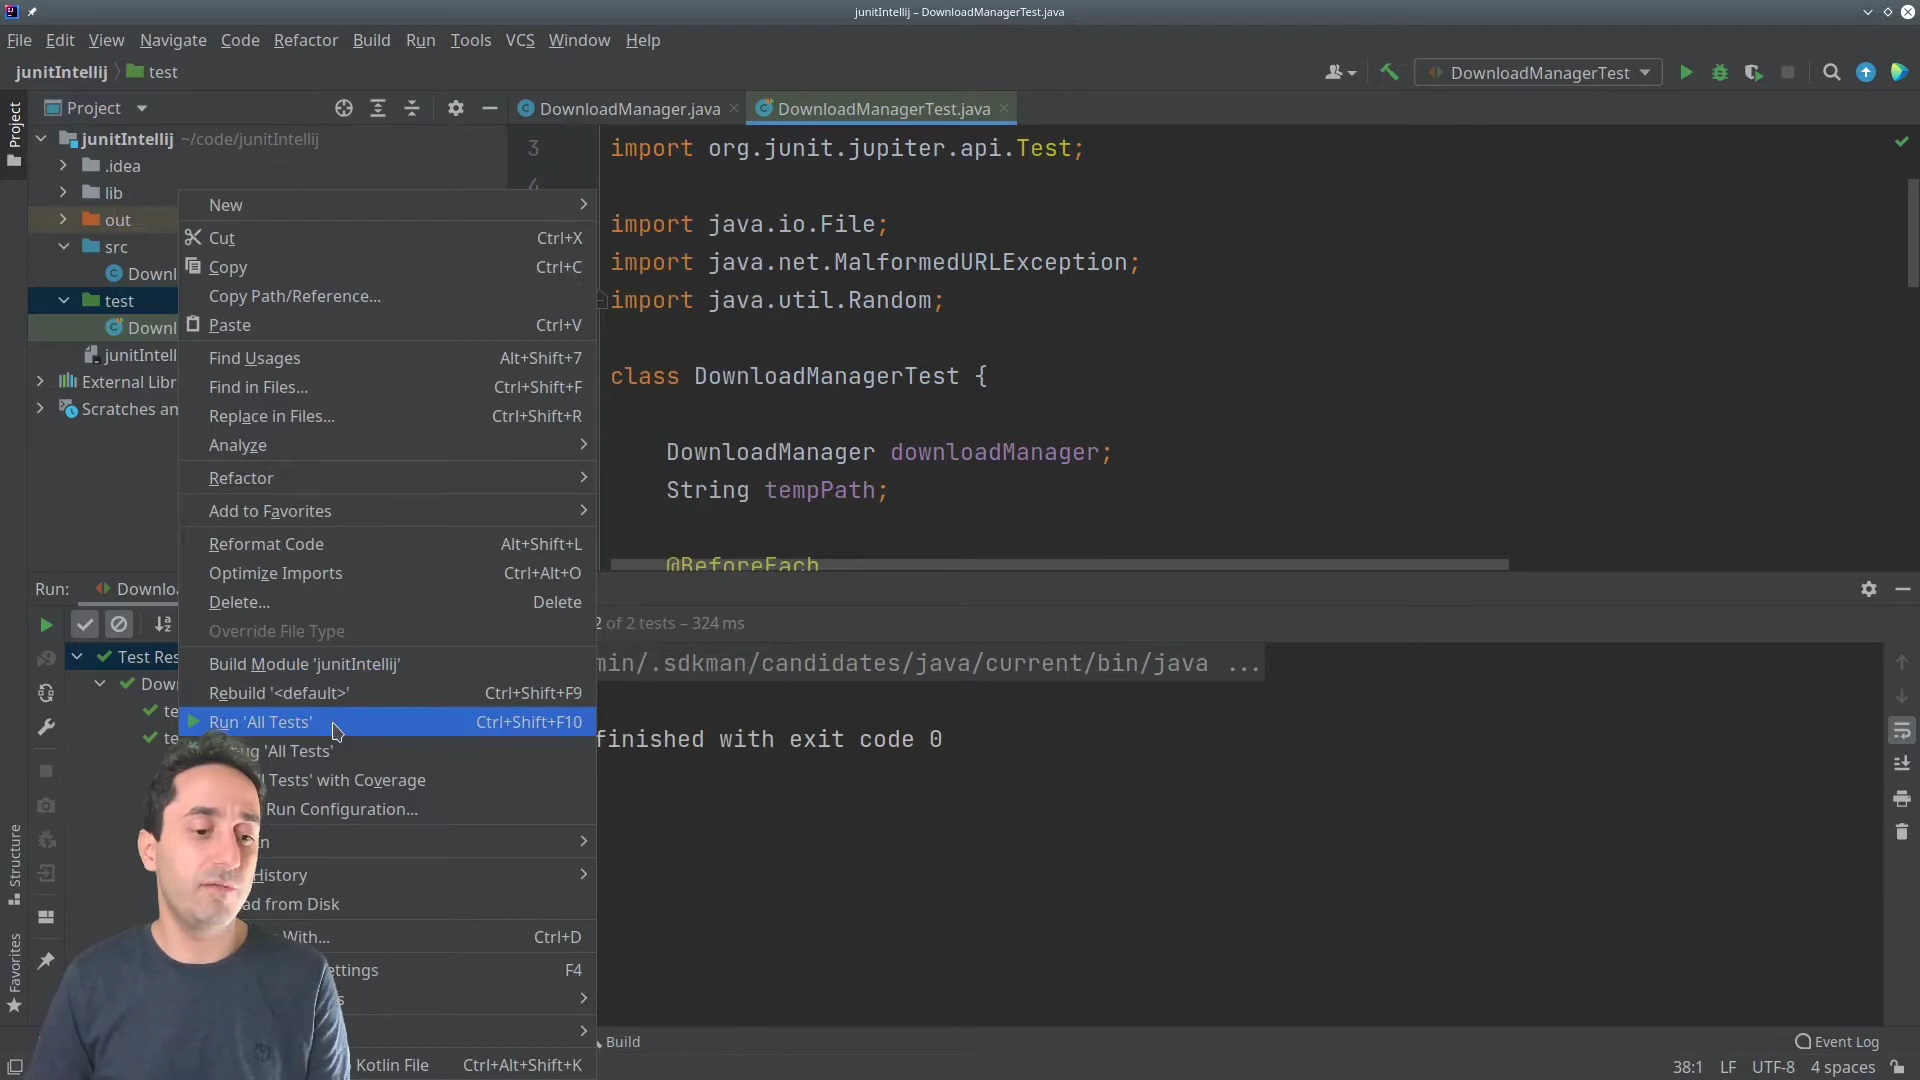 junitIntellij – DownloadManagerTest.java
File Edit View Navigate Code Refactor Build Run Tools VCS Window Help
junitIntellij test
DownloadManagerTest
Project
DownloadManager.java
DownloadManagerTest.java
Project
junitIntellij ~/code/junitIntellij
.idea
lib
out
src
Downl
test
Downl
junitIntell
External Libr
Scratches an
New
Cut Ctrl+X
Copy Ctrl+C
Copy Path/Reference...
Paste Ctrl+V
Find Usages Alt+Shift+7
Find in Files... Ctrl+Shift+F
Replace in Files... Ctrl+Shift+R
Analyze
Refactor
Add to Favorites
Reformat Code Alt+Shift+L
Optimize Imports Ctrl+Alt+O
Delete... Delete
Override File Type
Build Module 'junitIntellij'
Rebuild '<default>' Ctrl+Shift+F9
Run 'All Tests' Ctrl+Shift+F10
'All Tests'
Tests' with Coverage
Run Configuration...
History
from Disk
With... Ctrl+D
F4
Kotlin File Ctrl+Alt+Shift+K
3 import org.junit.jupiter.api.Test;
4
import java.io.File;
import java.net.MalformedURLException;
import java.util.Random;
class DownloadManagerTest {
DownloadManager downloadManager;
String tempPath;
@BeforeEach
Run: Downlo
2 of 2 tests – 324 ms
Test Res
Dow
te
te
min/.sdkman/candidates/java/current/bin/java ...
finished with exit code 0
Structure
Favorites
Build
Event Log
38:1 LF UTF-8 4 spaces